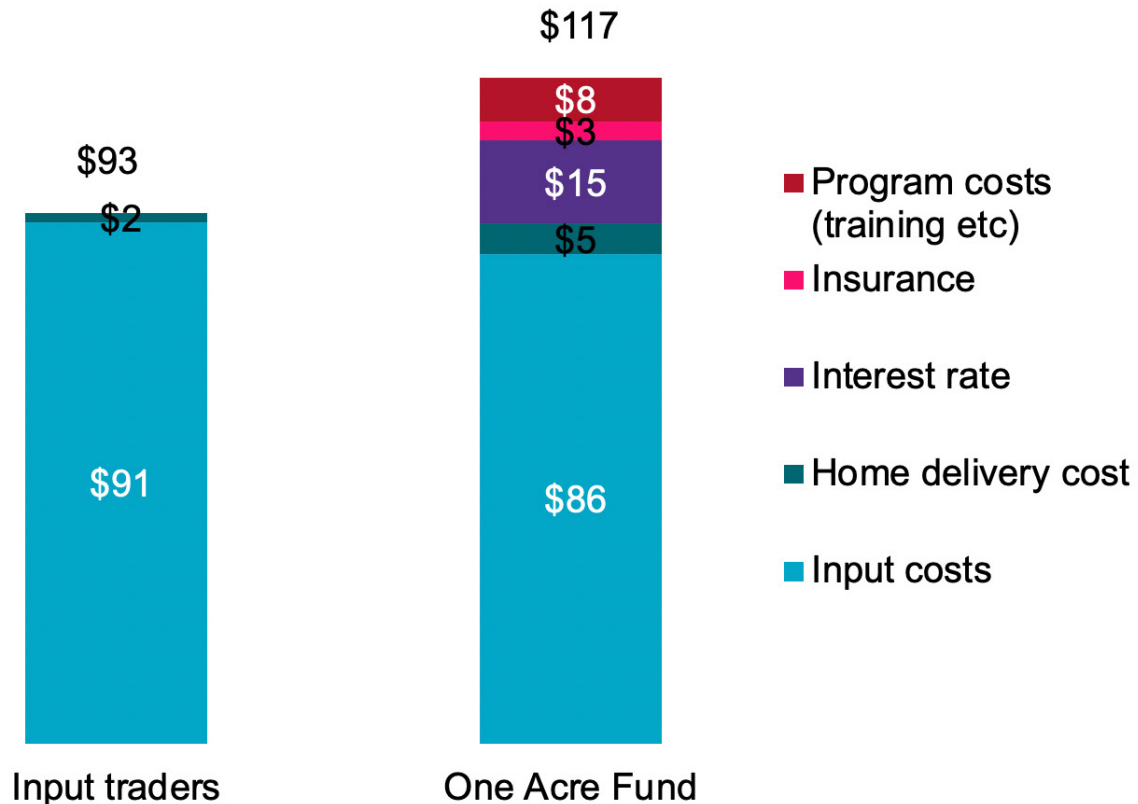 $117
$8
$3
$93
$15
Program costs
(training etc)
$2
$5
Insurance
Interest rate
$91
$86
Home delivery cost
Input costs
Input traders
One Acre Fund